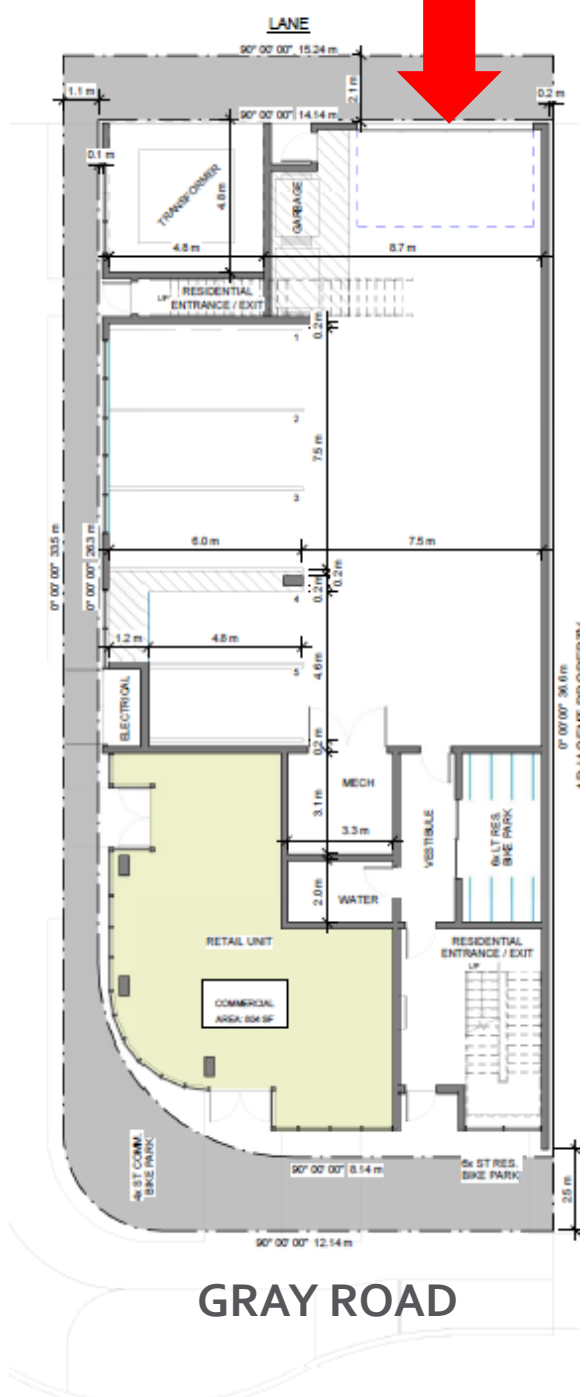 LANE
90° 00' 00" 15.24 m
1.1 m
2.1 m
0.2 m
90° 00' 00" 14.14 m
0.1 m
TRANSFORMER
4.8 m
GARBAGE
4.8 m
8.7 m
UP
RESIDENTIAL
ENTRANCE / EXIT
0.2 m
1
2
7.5 m
3
6.0 m
7.5 m
0° 00' 00" 33.5 m
0° 00' 00" 26.3 m
0.2 m
0.2 m
4
1.2 m
4.8 m
4.6 m
5
ELECTRICAL
0° 00' 00" 36.6 m
0.2 m
MECH
3.1 m
3.3 m
VESTIBULE
6x LT RES.
BIKE PARK
2.0 m
WATER
RETAIL UNIT
RESIDENTIAL
ENTRANCE / EXIT
UP
COMMERCIAL
AREA: 804 SF
4x ST COMM.
BIKE PARK
90° 00' 00" 8.14 m
6x ST RES.
BIKE PARK
2.5 m
90° 00' 00" 12.14 m
GRAY ROAD